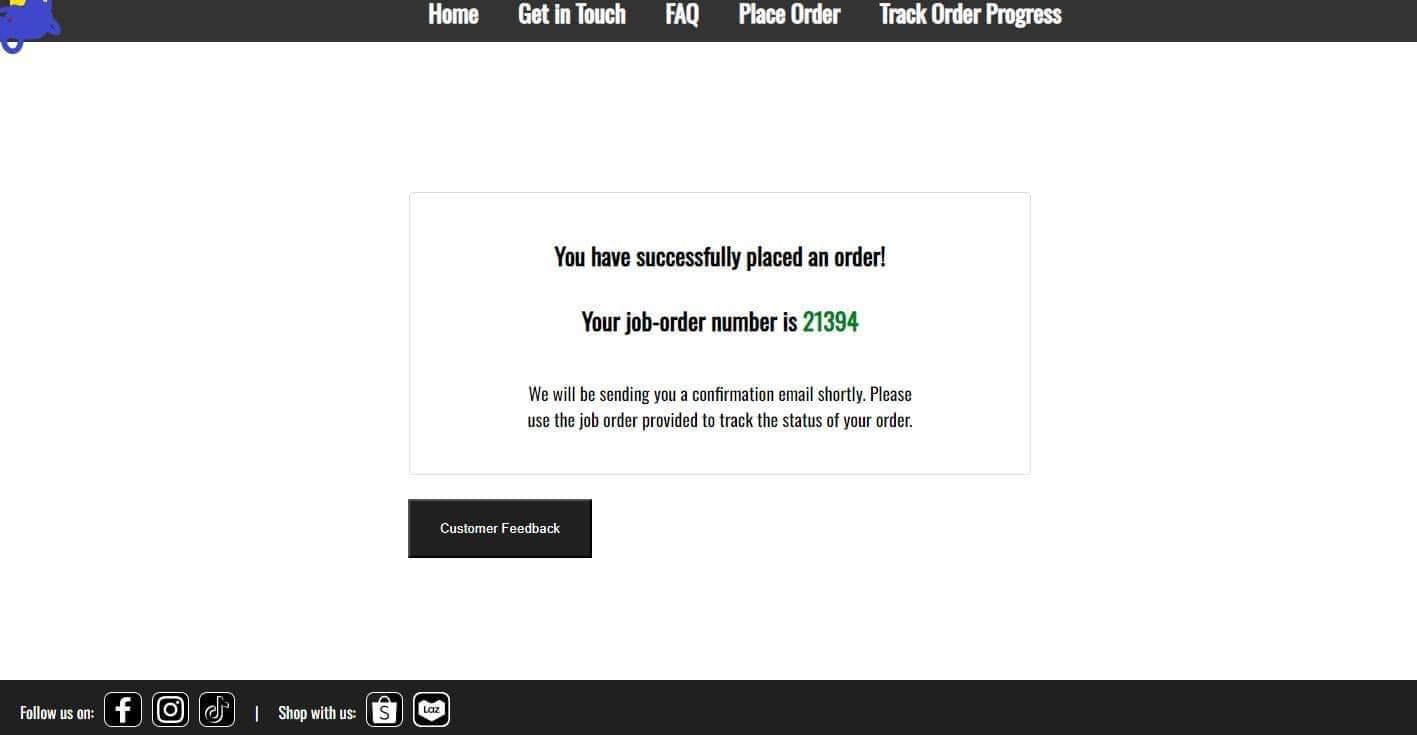 Home Get in Touch FAQ Place Order Track Order Progress
You have successfully placed an order!
Your job-order number is 21394
We will be sending you a confirmation email shortly. Please
use the job order provided to track the status of your order.
Customer Feedback
Follow us on: | Shop with us: S Laz